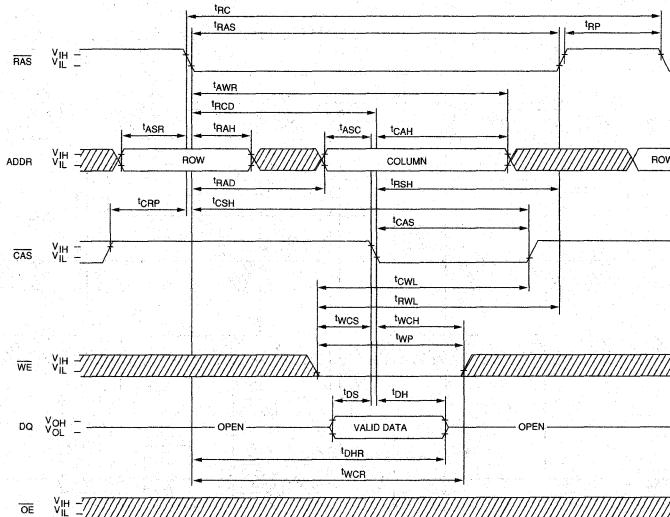 tRC
tRAS
tRP
RAS
VIH
VIL
tAWR
tRCD
tASR
tRAH
tASC
tCAH
ADDR
VIH
VIL
ROW
COLUMN
ROW
tRAD
tRSH
tCRP
tCSH
tCAS
CAS
VIH
VIL
tCWL
tRWL
tWCS
tWCH
tWP
WE
VIH
VIL
tDS
tDH
DQ
VOH
VOL
OPEN
VALID DATA
OPEN
tDHR
tWCR
OE
VIH
VIL